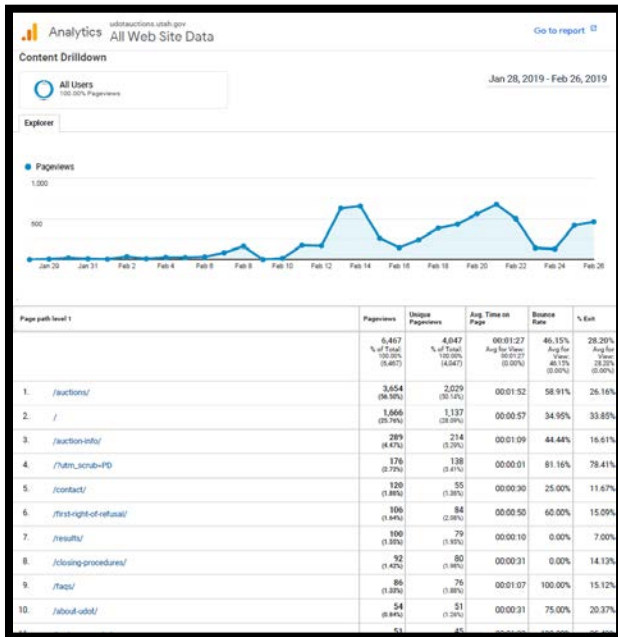 udotauctions.utah.gov
Analytics All Web Site Data
Go to report
Content Drilldown
All Users
100.00% Pageviews
Jan 28, 2019 - Feb 26, 2019
Explorer
Pageviews
1,000
500
Jan 29 Jan 31 Feb 2 Feb 4 Feb 6 Feb 8 Feb 10 Feb 12 Feb 14 Feb 16 Feb 18 Feb 20 Feb 22 Feb 24 Feb 26
Page path level 1 Pageviews Unique Pageviews Avg. Time on Page Bounce Rate % Exit
6,467 4,047 00:01:27 46.15% 28.20%
% of Total: 100.00% (6,467) % of Total: 100.00% (4,047) Avg for View: 00:01:27 (0.00%) Avg for View: 46.15% (0.00%) Avg for View: 28.20% (0.00%)
1. /auctions/ 3,654 (56.50%) 2,029 (50.14%) 00:01:52 58.91% 26.16%
2. / 1,666 (25.76%) 1,137 (28.09%) 00:00:57 34.95% 33.85%
3. /auction-info/ 289 (4.47%) 214 (5.29%) 00:01:09 44.44% 16.61%
4. /?utm_scrub=PD 176 (2.72%) 138 (3.41%) 00:00:01 81.16% 78.41%
5. /contact/ 120 (1.86%) 55 (1.36%) 00:00:30 25.00% 11.67%
6. /first-right-of-refusal/ 106 (1.64%) 84 (2.08%) 00:00:50 60.00% 15.09%
7. /results/ 100 (1.55%) 79 (1.95%) 00:00:10 0.00% 7.00%
8. /closing-procedures/ 92 (1.42%) 80 (1.98%) 00:00:31 0.00% 14.13%
9. /faqs/ 86 (1.33%) 76 (1.88%) 00:01:07 100.00% 15.12%
10. /about-udot/ 54 (0.84%) 51 (1.26%) 00:00:31 75.00% 20.37%
51 45